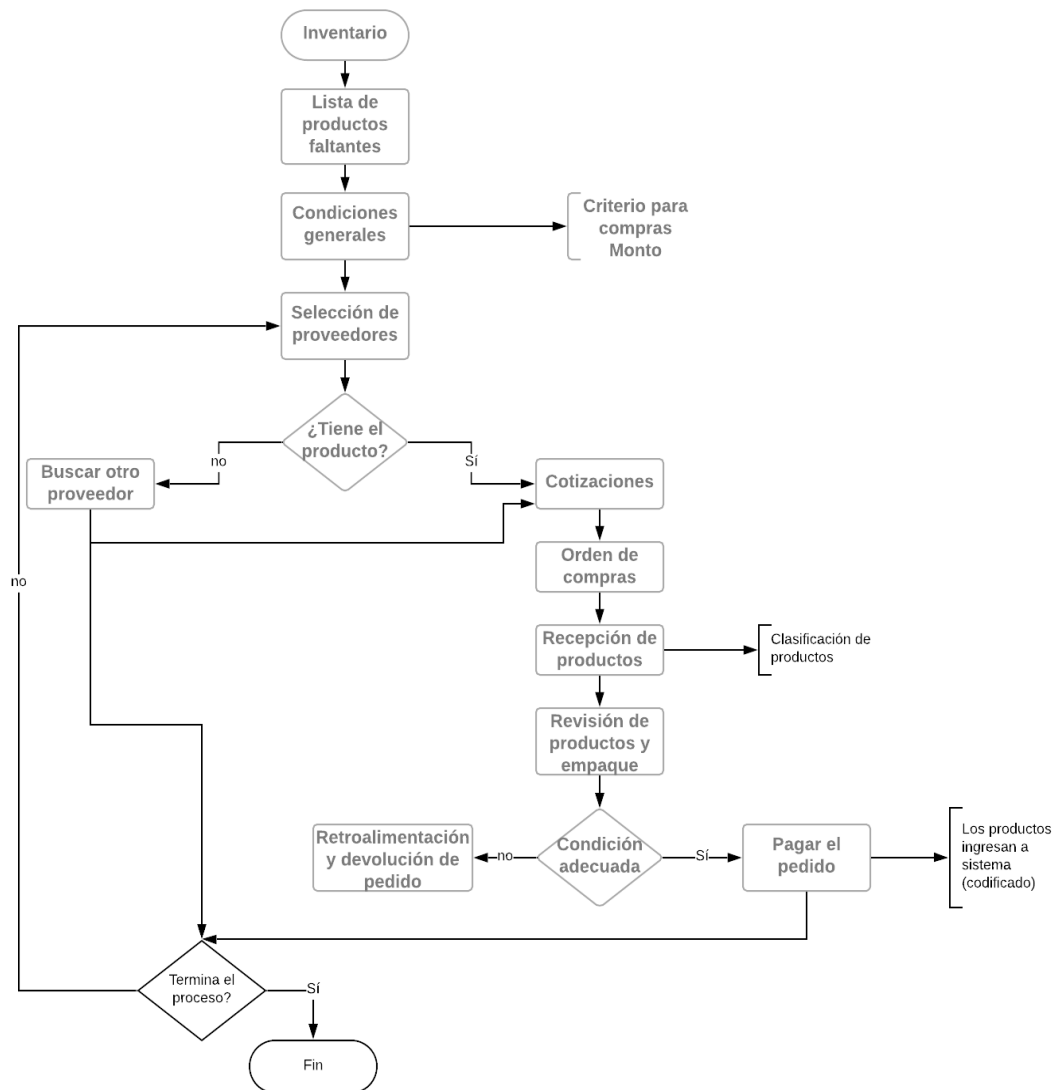 Inventario
Lista de
productos
faltantes
Condiciones
generales
Criterio para
compras
Monto
Selección de
proveedores
¿Tiene el
producto?
no
Sí
Buscar otro
proveedor
Cotizaciones
Orden de
compras
no
Recepción de
productos
Clasificación de
productos
Revisión de
productos y
empaque
Retroalimentación
y devolución de
pedido
no
Condición
adecuada
Sí
Pagar el
pedido
Los productos
ingresan a
sistema
(codificado)
Termina el
proceso?
Sí
Fin